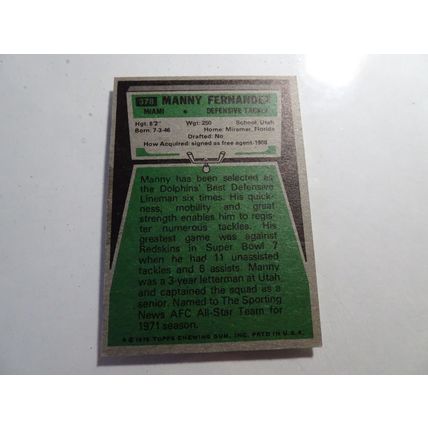 378 MANNY FERNANDEZ
MIAMI ★ DEFENSIVE TACKLE
Hgt: 6'2" Wgt: 250 School: Utah
Born: 7-3-46 Home: Miramar, Florida
Drafted: No
How Acquired: signed as free agent-1968
Manny has been selected as
the Dolphins' Best Defensive
Lineman six times. His quick-
ness, mobility and great
strength enables him to regis-
ter numerous tackles. His
greatest game was against
Redskins in Super Bowl 7
when he had 11 unassisted
tackles and 6 assists. Manny
was a 3-year letterman at Utah
and captained the squad as a
senior. Named to The Sporting
News AFC All-Star Team for
1971 season.
© 1975 TOPPS CHEWING GUM, INC. PRTD IN U.S.A.